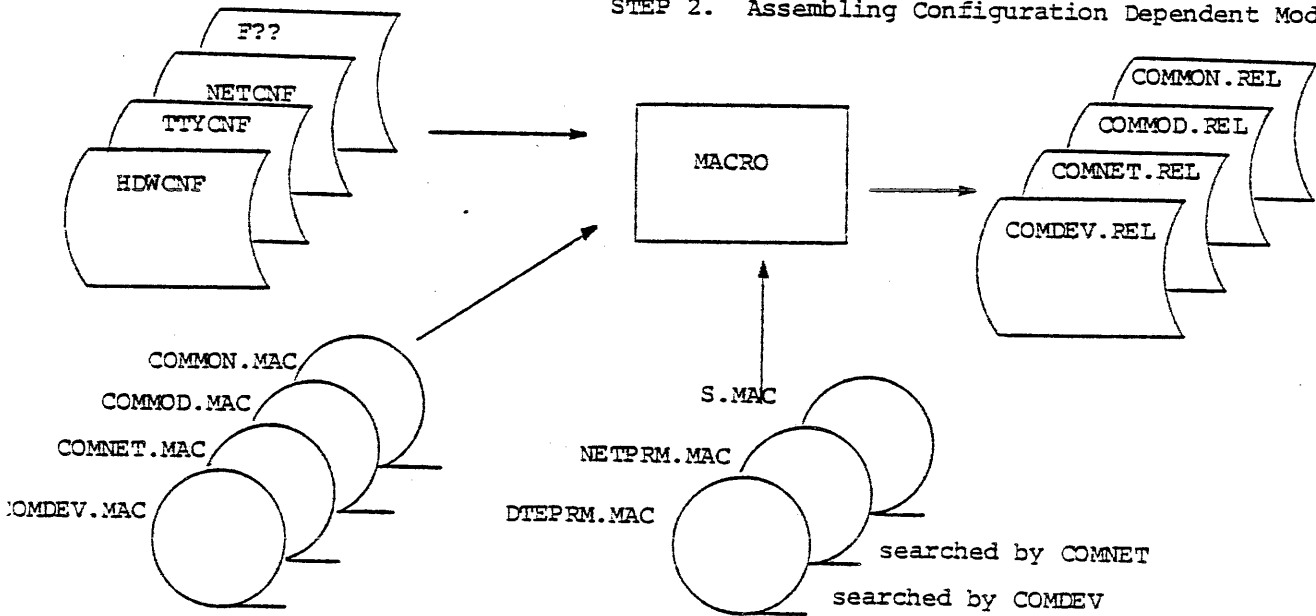 STEP 2. Assembling Configuration Dependent Mod
F??
NETCNF
TTYCNF
HDWCNF
MACRO
COMMON.REL
COMMOD.REL
COMNET.REL
COMDEV.REL
COMMON.MAC
COMMOD.MAC
COMNET.MAC
COMDEV.MAC
S.MAC
NETPRM.MAC
DTEPRM.MAC
searched by COMNET
searched by COMDEV